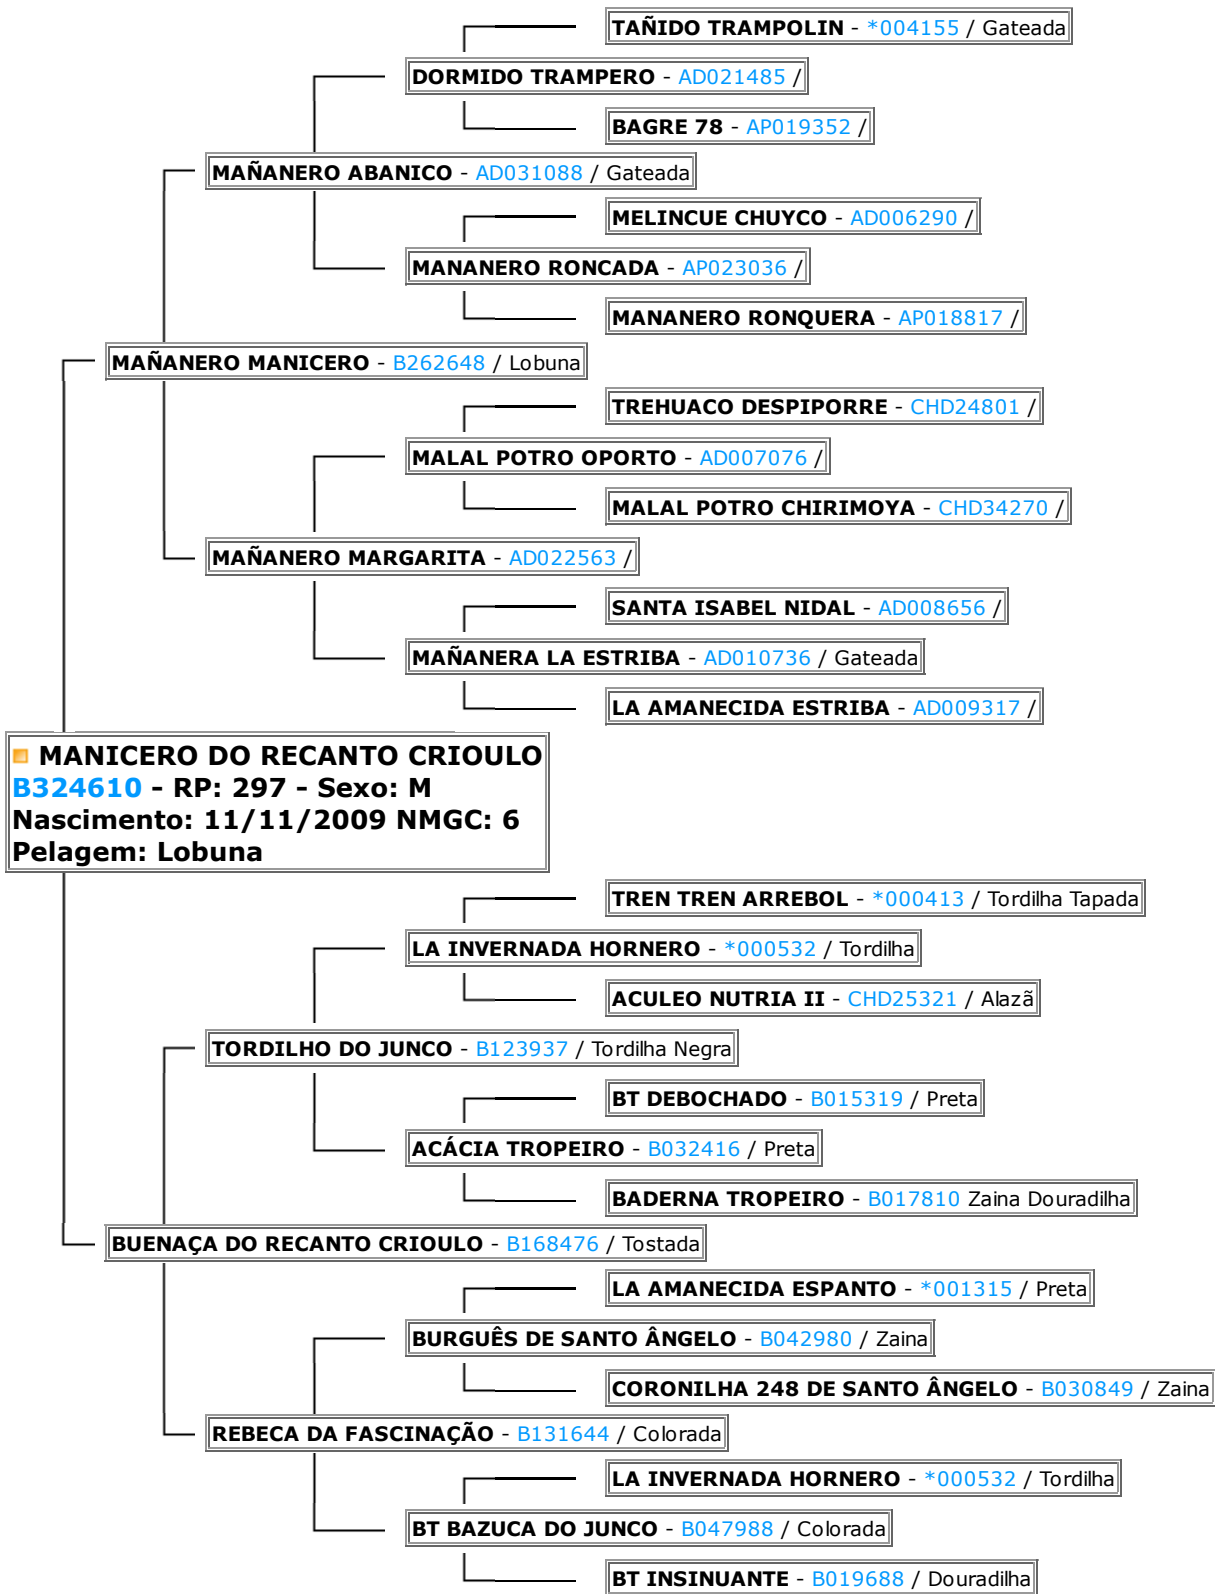 TAÑIDO TRAMPOLIN - *004155 / Gateada
DORMIDO TRAMPERO - AD021485 /
BAGRE 78 - AP019352 /
MAÑANERO ABANICO - AD031088 / Gateada
MELINCUE CHUYCO - AD006290 /
MANANERO RONCADA - AP023036 /
MANANERO RONQUERA - AP018817 /
MAÑANERO MANICERO - B262648 / Lobuna
TREHUACO DESPIPORRE - CHD24801 /
MALAL POTRO OPORTO - AD007076 /
MALAL POTRO CHIRIMOYA - CHD34270 /
MAÑANERO MARGARITA - AD022563 /
SANTA ISABEL NIDAL - AD008656 /
MAÑANERA LA ESTRIBA - AD010736 / Gateada
LA AMANECIDA ESTRIBA - AD009317 /
MANICERO DO RECANTO CRIOULO
B324610 - RP: 297 - Sexo: M
Nascimento: 11/11/2009 NMGC: 6
Pelagem: Lobuna
TREN TREN ARREBOL - *000413 / Tordilha Tapada
LA INVERNADA HORNERO - *000532 / Tordilha
ACULEO NUTRIA II - CHD25321 / Alazã
TORDILHO DO JUNCO - B123937 / Tordilha Negra
BT DEBOCHADO - B015319 / Preta
ACÁCIA TROPEIRO - B032416 / Preta
BADERNA TROPEIRO - B017810 Zaina Douradilha
BUENAÇA DO RECANTO CRIOULO - B168476 / Tostada
LA AMANECIDA ESPANTO - *001315 / Preta
BURGUÊS DE SANTO ÂNGELO - B042980 / Zaina
CORONILHA 248 DE SANTO ÂNGELO - B030849 / Zaina
REBECA DA FASCINAÇÃO - B131644 / Colorada
LA INVERNADA HORNERO - *000532 / Tordilha
BT BAZUCA DO JUNCO - B047988 / Colorada
BT INSINUANTE - B019688 / Douradilha